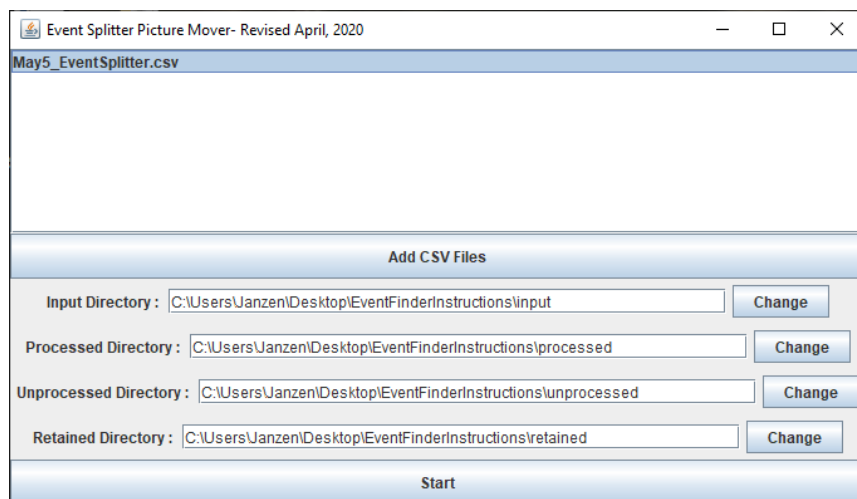 Event Splitter Picture Mover- Revised April, 2020
May5_EventSplitter.csv
Add CSV Files
Input Directory : C:\Users\Janzen\Desktop\EventFinderInstructions\input Change
Processed Directory : C:\Users\Janzen\Desktop\EventFinderInstructions\processed Change
Unprocessed Directory : C:\Users\Janzen\Desktop\EventFinderInstructions\unprocessed Change
Retained Directory : C:\Users\Janzen\Desktop\EventFinderInstructions\retained Change
Start